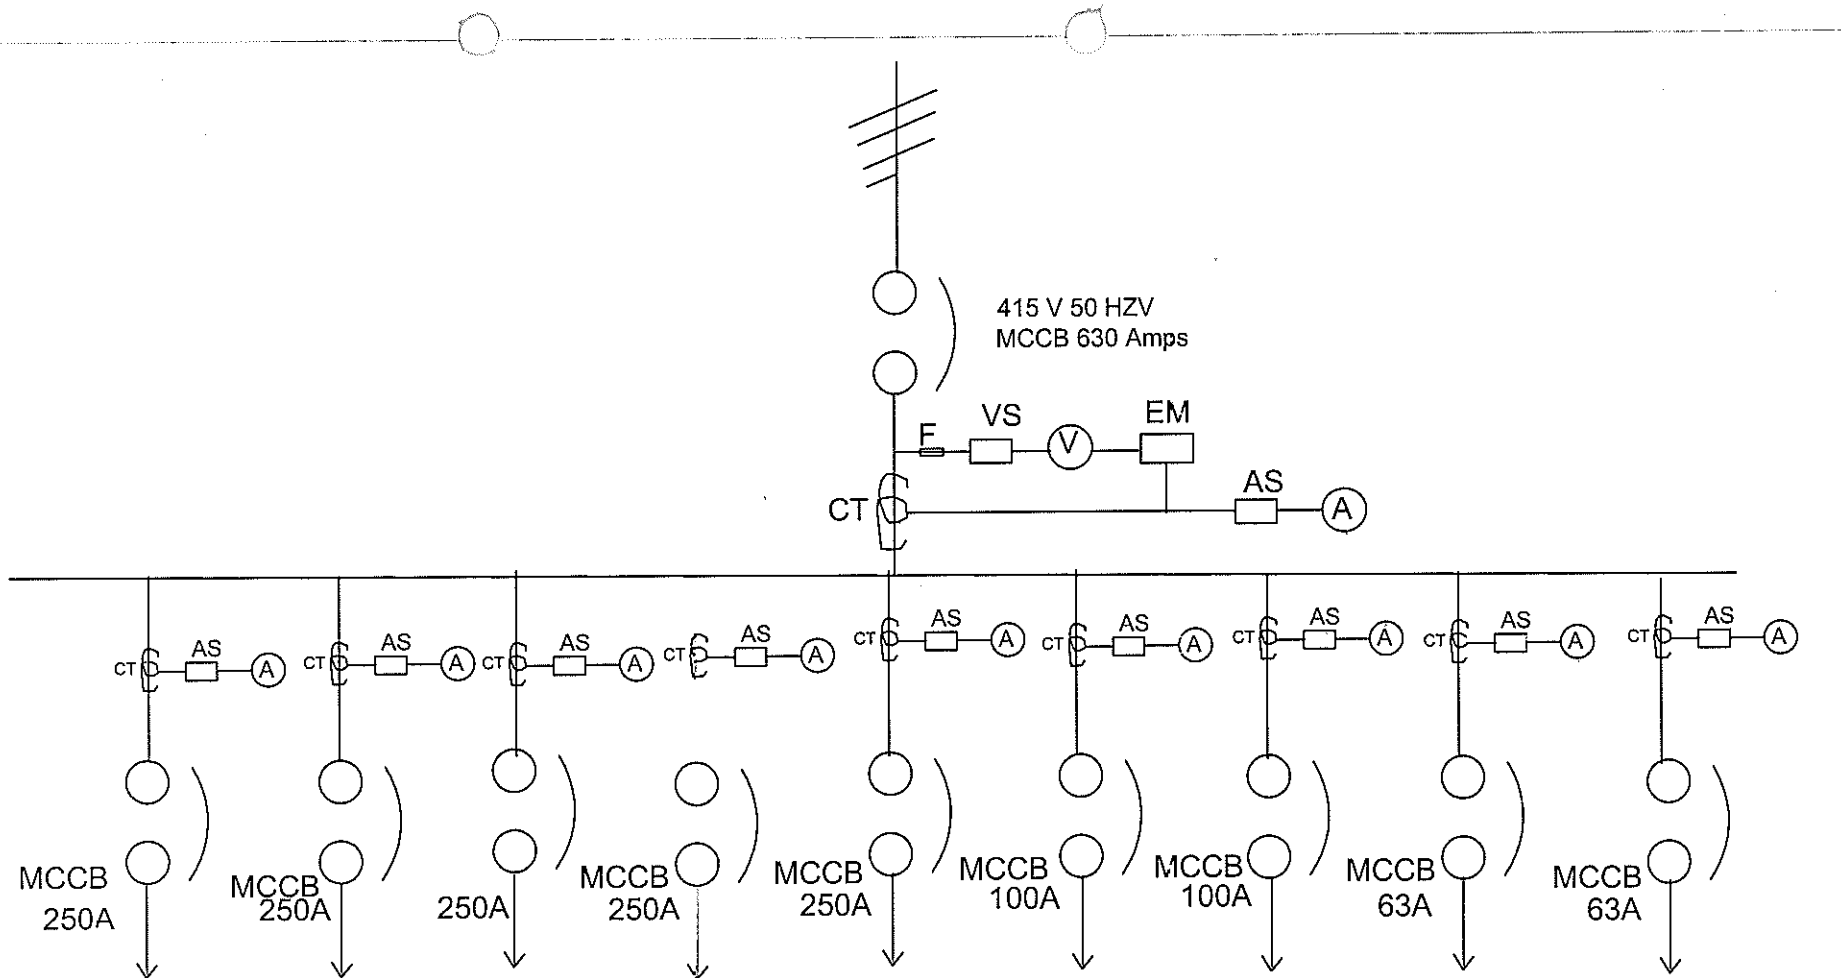 415 V 50 HZV
MCCB 630 Amps
F
VS
V
EM
CT
AS
A
CT AS A
CT AS A
CT AS A
CT AS A
CT AS A
CT AS A
CT AS A
CT AS A
CT AS A
MCCB
250A
MCCB
250A
250A
MCCB
250A
MCCB
250A
MCCB
100A
MCCB
100A
MCCB
63A
MCCB
63A